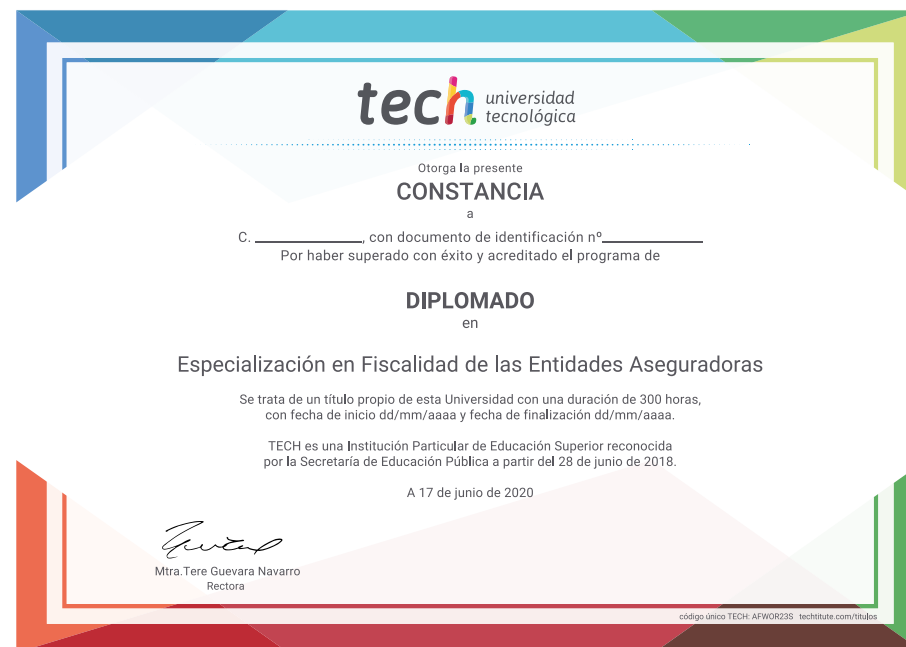 tech universidad
tecnológica
Otorga la presente
CONSTANCIA
a
C. ____________, con documento de identificación nº____________
Por haber superado con éxito y acreditado el programa de
DIPLOMADO
en
Especialización en Fiscalidad de las Entidades Aseguradoras
Se trata de un título propio de esta Universidad con una duración de 300 horas,
con fecha de inicio dd/mm/aaaa y fecha de finalización dd/mm/aaaa.
TECH es una Institución Particular de Educación Superior reconocida
por la Secretaría de Educación Pública a partir del 28 de junio de 2018.
A 17 de junio de 2020
Mtra.Tere Guevara Navarro
Rectora
código único TECH: AFWOR23S techtitute.com/titulos